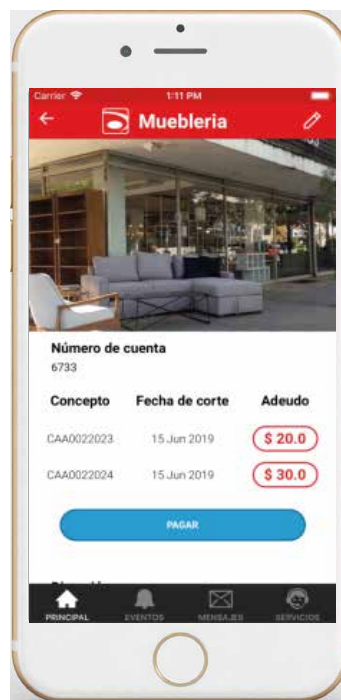 Carrier 1:11 PM
Muebleria
Número de cuenta
6733
Concepto Fecha de corte Adeudo
CAA0022023 15 Jun 2019 $ 20.0
CAA0022024 15 Jun 2019 $ 30.0
PAGAR
PRINCIPAL EVENTOS MENSAJES SERVICIOS